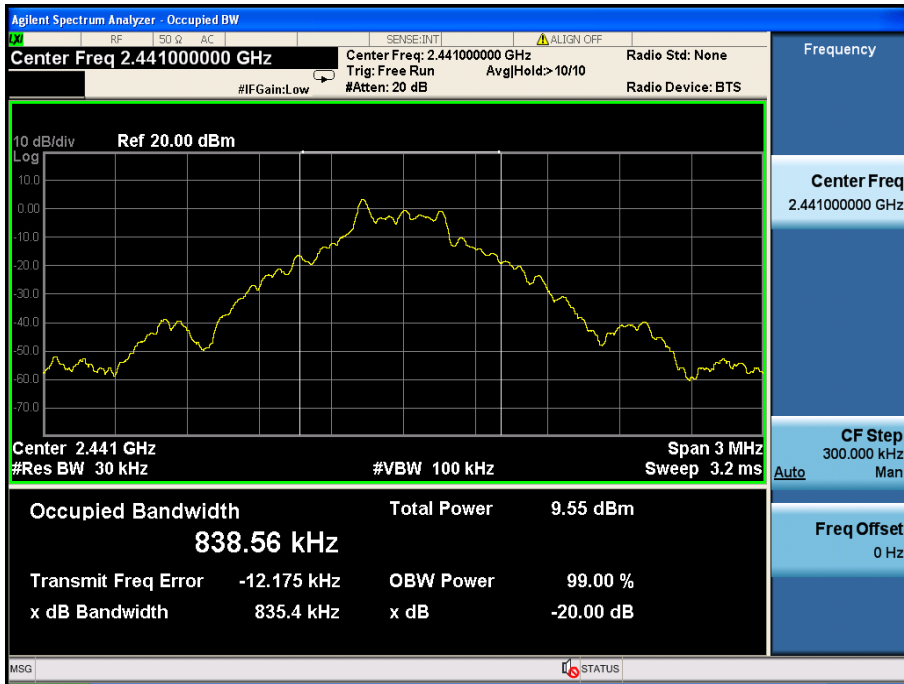 Agilent Spectrum Analyzer - Occupied BW
LXI RF 50 Ω AC SENSE:INT ALIGN OFF
Center Freq 2.441000000 GHz
Center Freq: 2.441000000 GHz Radio Std: None
Trig: Free Run Avg|Hold:> 10/10
#IFGain:Low #Atten: 20 dB Radio Device: BTS
10 dB/div Ref 20.00 dBm
Log
10.0
0.00
-10.0
-20.0
-30.0
-40.0
-50.0
-60.0
-70.0
Center 2.441 GHz Span 3 MHz
#Res BW 30 kHz #VBW 100 kHz Sweep 3.2 ms
Occupied Bandwidth Total Power 9.55 dBm
838.56 kHz
Transmit Freq Error -12.175 kHz OBW Power 99.00 %
x dB Bandwidth 835.4 kHz x dB -20.00 dB
MSG STATUS
Frequency
Center Freq
2.441000000 GHz
CF Step
300.000 kHz
Auto Man
Freq Offset
0 Hz